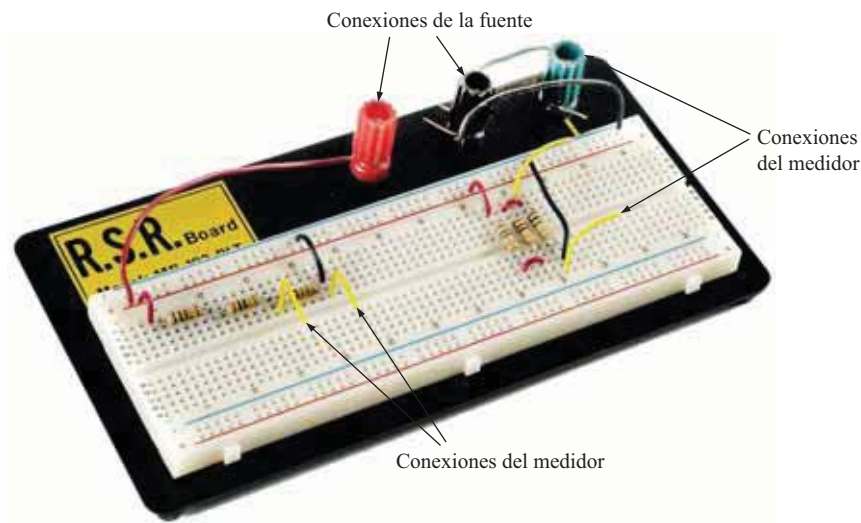 Conexiones de la fuente
Conexiones
del medidor
R.S.R. Board
Conexiones del medidor